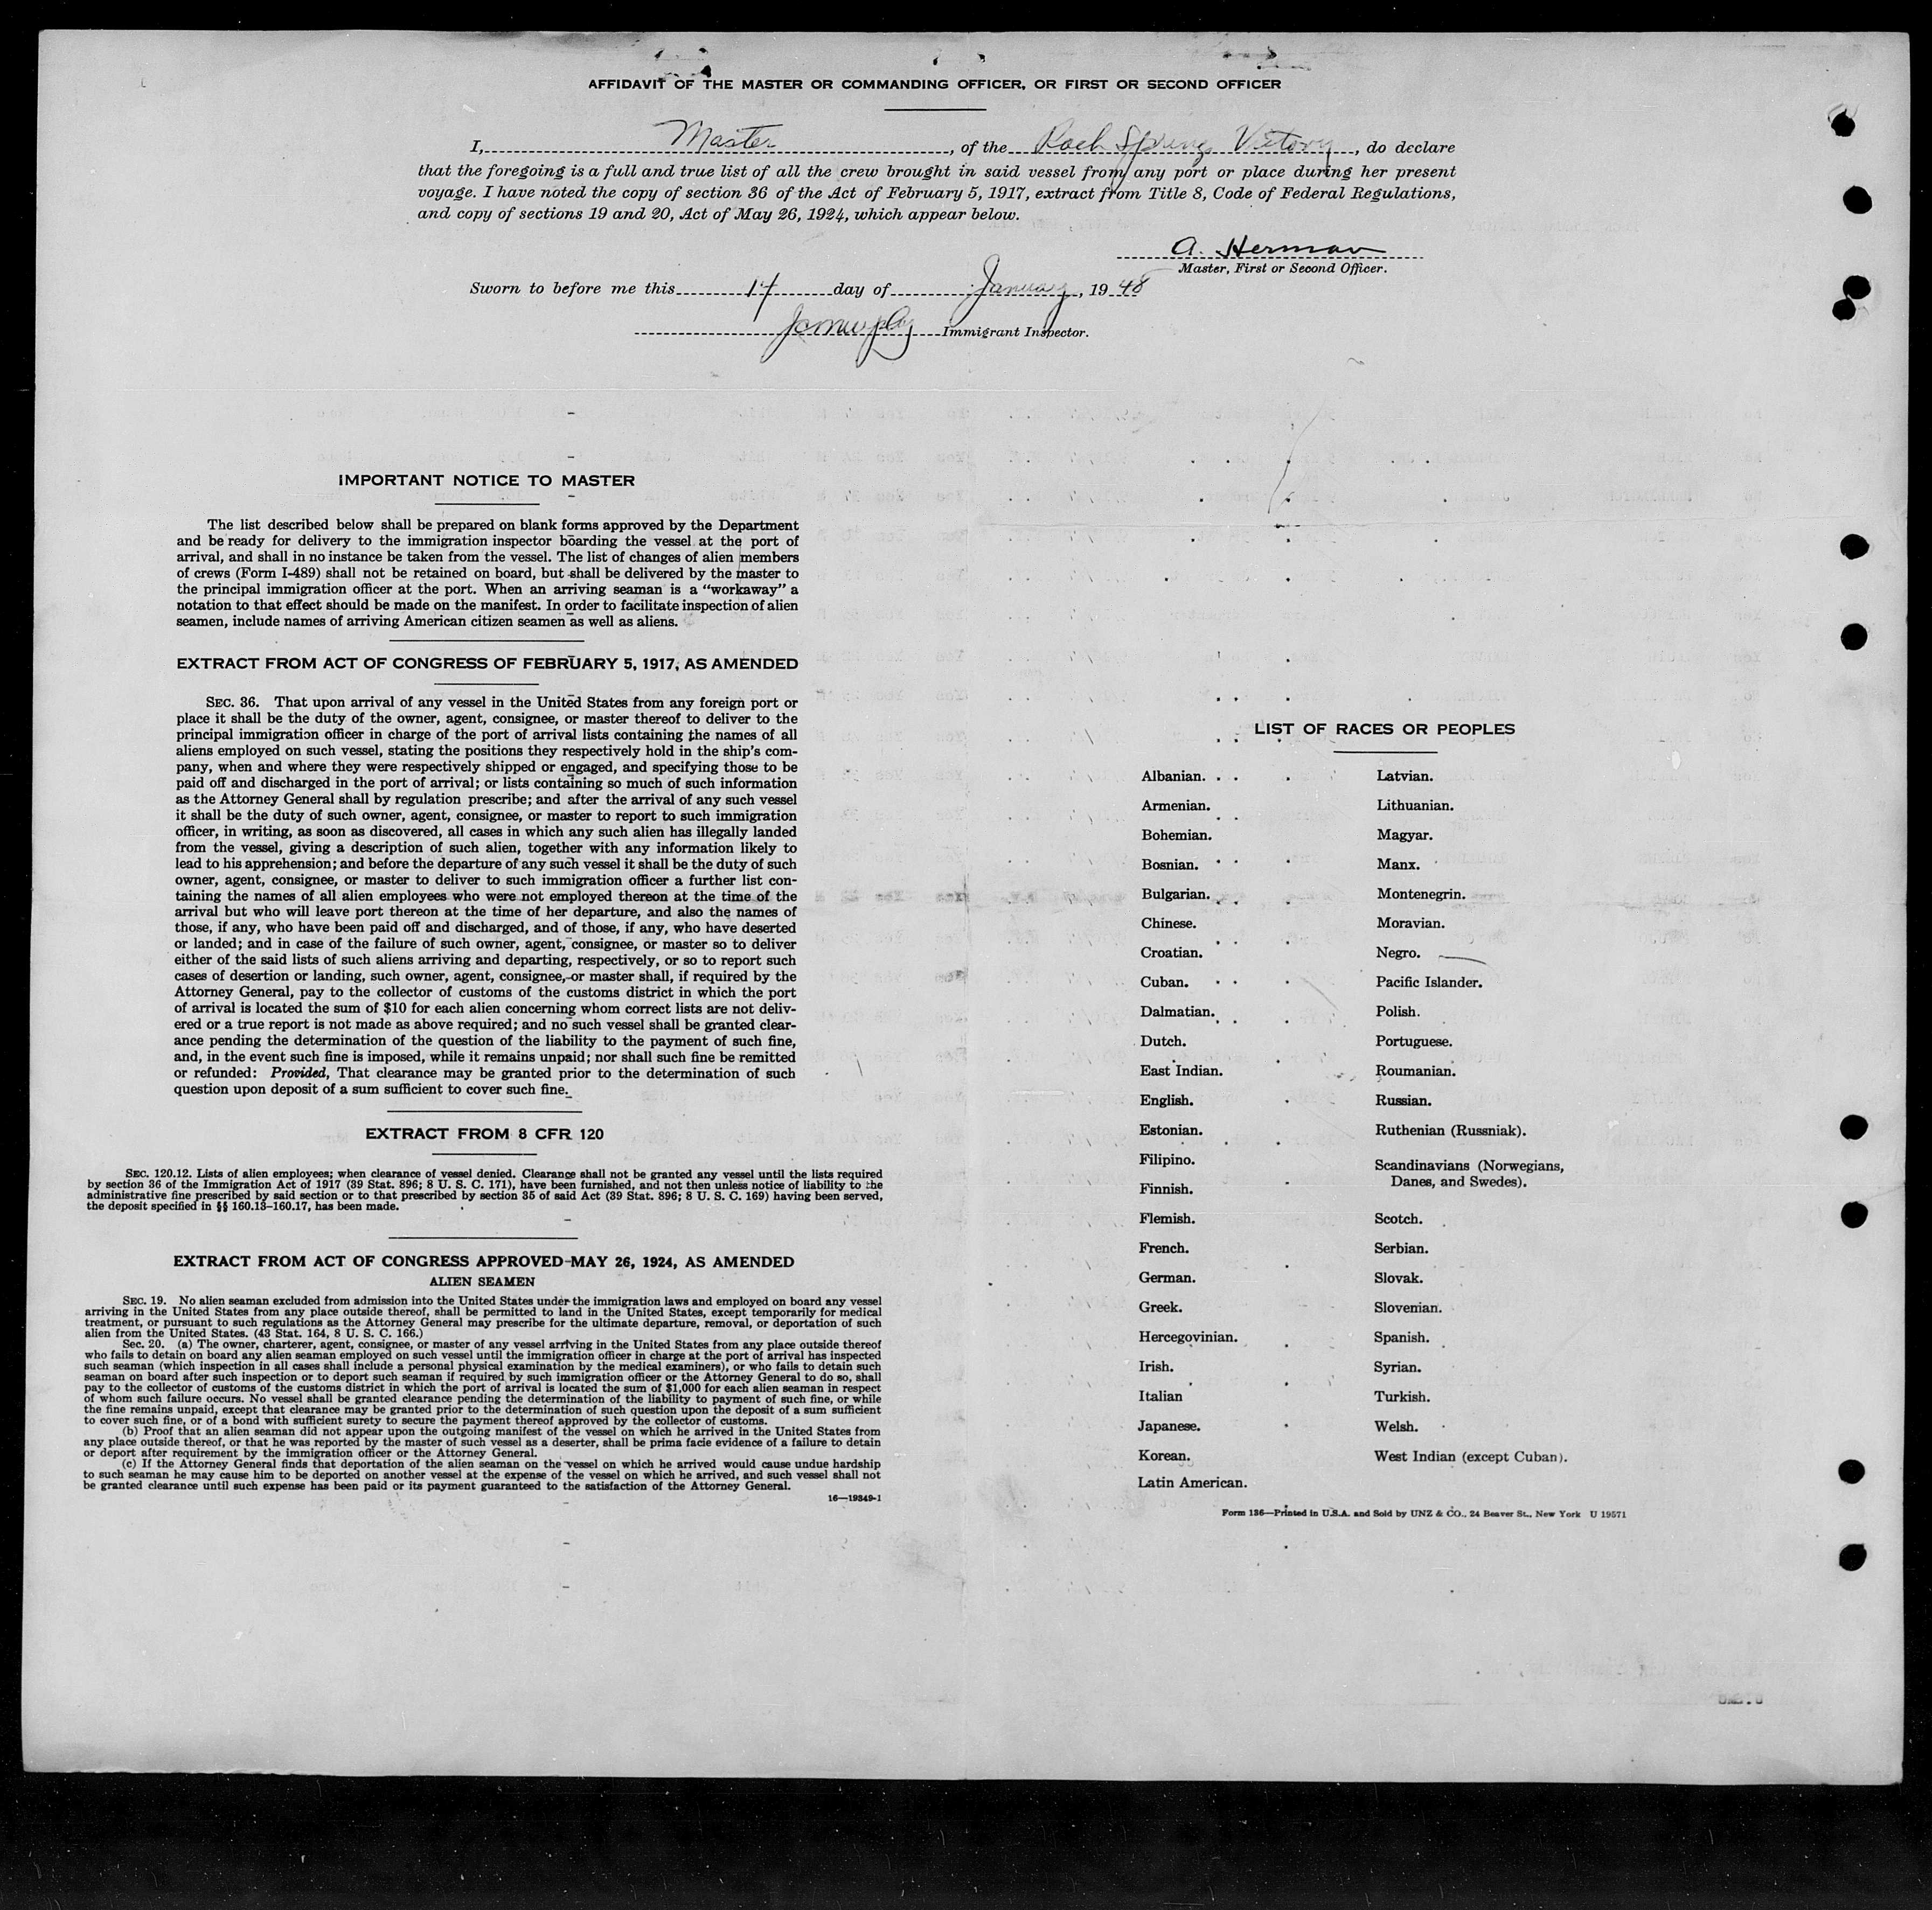 AFFIDAVIT OF THE MASTER OR COMMANDING OFFICER, OR FIRST OR SECOND OFFICER
I, Master, of the Rock Springs Victory, do declare
that the foregoing is a full and true list of all the crew brought in said vessel from any port or place during her present
voyage. I have noted the copy of section 36 of the Act of February 5, 1917, extract from Title 8, Code of Federal Regulations,
and copy of sections 19 and 20, Act of May 26, 1924, which appear below.
A. Herman
Master, First or Second Officer.
Sworn to before me this 17 day of January, 1948
Immigrant Inspector.
IMPORTANT NOTICE TO MASTER
The list described below shall be prepared on blank forms approved by the Department
and be ready for delivery to the immigration inspector boarding the vessel at the port of
arrival, and shall in no instance be taken from the vessel. The list of changes of alien members
of crews (Form I-489) shall not be retained on board, but shall be delivered by the master to
the principal immigration officer at the port. When an arriving seaman is a "workaway" a
notation to that effect should be made on the manifest. In order to facilitate inspection of alien
seamen, include names of arriving American citizen seamen as well as aliens.
EXTRACT FROM ACT OF CONGRESS OF FEBRUARY 5, 1917, AS AMENDED
SEC. 36. That upon arrival of any vessel in the United States from any foreign port or
place it shall be the duty of the owner, agent, consignee, or master thereof to deliver to the
principal immigration officer in charge of the port of arrival lists containing the names of all
aliens employed on such vessel, stating the positions they respectively hold in the ship's com-
pany, when and where they were respectively shipped or engaged, and specifying those to be
paid off and discharged in the port of arrival; or lists containing so much of such information
as the Attorney General shall by regulation prescribe; and after the arrival of any such vessel
it shall be the duty of such owner, agent, consignee, or master to report to such immigration
officer, in writing, as soon as discovered, all cases in which any such alien has illegally landed
from the vessel, giving a description of such alien, together with any information likely to
lead to his apprehension; and before the departure of any such vessel it shall be the duty of such
owner, agent, consignee, or master to deliver to such immigration officer a further list con-
taining the names of all alien employees who were not employed thereon at the time of the
arrival but who will leave port thereon at the time of her departure, and also the names of
those, if any, who have been paid off and discharged, and of those, if any, who have deserted
or landed; and in case of the failure of such owner, agent, consignee, or master so to deliver
either of the said lists of such aliens arriving and departing, respectively, or so to report such
cases of desertion or landing, such owner, agent, consignee, or master shall, if required by the
Attorney General, pay to the collector of customs of the customs district in which the port
of arrival is located the sum of $10 for each alien concerning whom correct lists are not deliv-
ered or a true report is not made as above required; and no such vessel shall be granted clear-
ance pending the determination of the question of the liability to the payment of such fine,
and, in the event such fine is imposed, while it remains unpaid; nor shall such fine be remitted
or refunded: Provided, That clearance may be granted prior to the determination of such
question upon deposit of a sum sufficient to cover such fine.
EXTRACT FROM 8 CFR 120
SEC. 120.12. Lists of alien employees; when clearance of vessel denied. Clearance shall not be granted any vessel until the lists required
by section 36 of the Immigration Act of 1917 (39 Stat. 896; 8 U. S. C. 171), have been furnished, and not then unless notice of liability to the
administrative fine prescribed by said section or to that prescribed by section 35 of said Act (39 Stat. 896; 8 U. S. C. 169) having been served,
the deposit specified in §§ 160.13–160.17, has been made.
EXTRACT FROM ACT OF CONGRESS APPROVED MAY 26, 1924, AS AMENDED
ALIEN SEAMEN
SEC. 19. No alien seaman excluded from admission into the United States under the immigration laws and employed on board any vessel
arriving in the United States from any place outside thereof, shall be permitted to land in the United States, except temporarily for medical
treatment, or pursuant to such regulations as the Attorney General may prescribe for the ultimate departure, removal, or deportation of such
alien from the United States. (43 Stat. 164, 8 U. S. C. 166.)
Sec. 20. (a) The owner, charterer, agent, consignee, or master of any vessel arriving in the United States from any place outside thereof
who fails to detain on board any alien seaman employed on such vessel until the immigration officer in charge at the port of arrival has inspected
such seaman (which inspection in all cases shall include a personal physical examination by the medical examiners), or who fails to detain such
seaman on board after such inspection or to deport such seaman if required by such immigration officer or the Attorney General to do so, shall
pay to the collector of customs of the customs district in which the port of arrival is located the sum of $1,000 for each alien seaman in respect
of whom such failure occurs. No vessel shall be granted clearance pending the determination of the liability to payment of such fine, or while
the fine remains unpaid, except that clearance may be granted prior to the determination of such question upon the deposit of a sum sufficient
to cover such fine, or of a bond with sufficient surety to secure the payment thereof approved by the collector of customs.
(b) Proof that an alien seaman did not appear upon the outgoing manifest of the vessel on which he arrived in the United States from
any place outside thereof, or that he was reported by the master of such vessel as a deserter, shall be prima facie evidence of a failure to detain
or deport after requirement by the immigration officer or the Attorney General.
(c) If the Attorney General finds that deportation of the alien seaman on the vessel on which he arrived would cause undue hardship
to such seaman he may cause him to be deported on another vessel at the expense of the vessel on which he arrived, and such vessel shall not
be granted clearance until such expense has been paid or its payment guaranteed to the satisfaction of the Attorney General.
16—19349-1
LIST OF RACES OR PEOPLES
Albanian.
Armenian.
Bohemian.
Bosnian.
Bulgarian.
Chinese.
Croatian.
Cuban.
Dalmatian.
Dutch.
East Indian.
English.
Estonian.
Filipino.
Finnish.
Flemish.
French.
German.
Greek.
Hercegovinian.
Irish.
Italian
Japanese.
Korean.
Latin American.
Latvian.
Lithuanian.
Magyar.
Manx.
Montenegrin.
Moravian.
Negro.
Pacific Islander.
Polish.
Portuguese.
Roumanian.
Russian.
Ruthenian (Russniak).
Scandinavians (Norwegians,
Danes, and Swedes).
Scotch.
Serbian.
Slovak.
Slovenian.
Spanish.
Syrian.
Turkish.
Welsh.
West Indian (except Cuban).
Form 136—Printed in U.S.A. and Sold by UNZ & CO., 24 Beaver St., New York U 19571